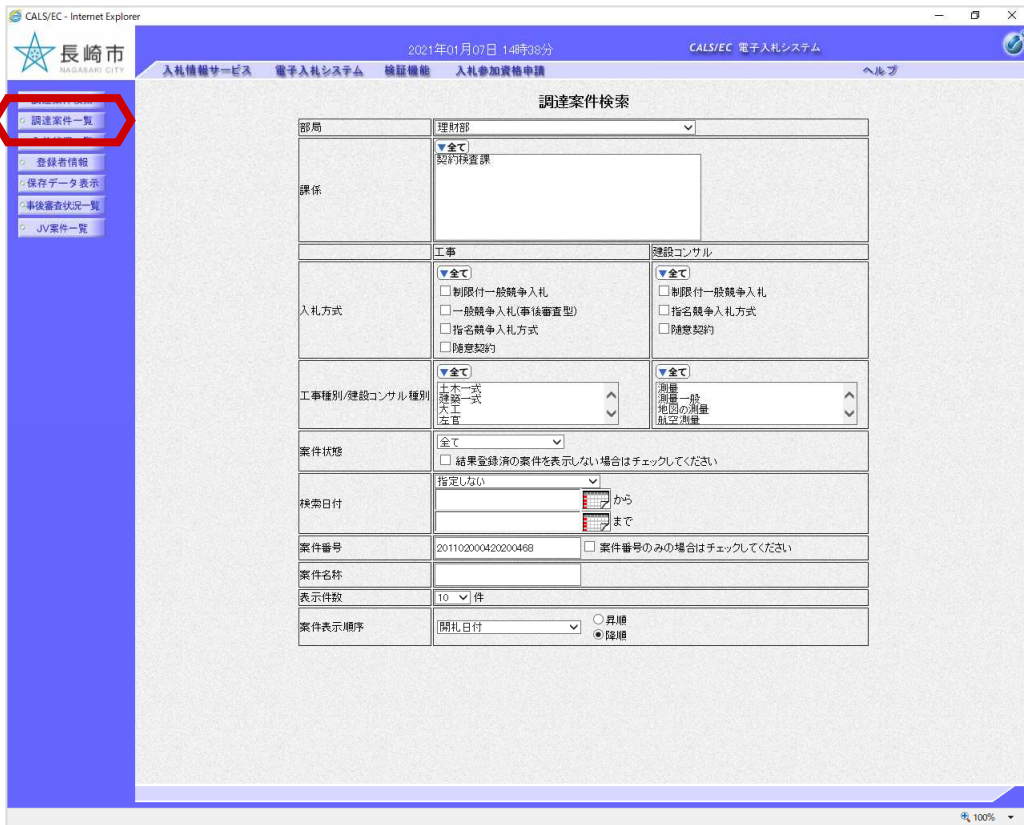 CALS/EC - Internet Explorer
長崎市
NAGASAKI CITY
2021年01月07日 14時38分
CALS/EC 電子入札システム
入札情報サービス 電子入札システム 検証機能 入札参加資格申請 ヘルプ
調達案件一覧
登録者情報
保存データ表示
事後審査状況一覧
JV案件一覧
調達案件検索
部局 理財部
▼全て
契約検査課
課係
工事 建設コンサル
入札方式
▼全て
制限付一般競争入札
一般競争入札(事後審査型)
指名競争入札方式
随意契約
▼全て
制限付一般競争入札
指名競争入札方式
随意契約
工事種別/建設コンサル種別
▼全て
土木一式
建築一式
大工
左官
▼全て
測量
測量一般
地図の測量
航空測量
案件状態 全て
結果登録済の案件を表示しない場合はチェックしてください
検索日付 指定しない
から
まで
案件番号 201102000420200468 案件番号のみの場合はチェックしてください
案件名称
表示件数 10 件
案件表示順序 開札日付
昇順
降順
100%